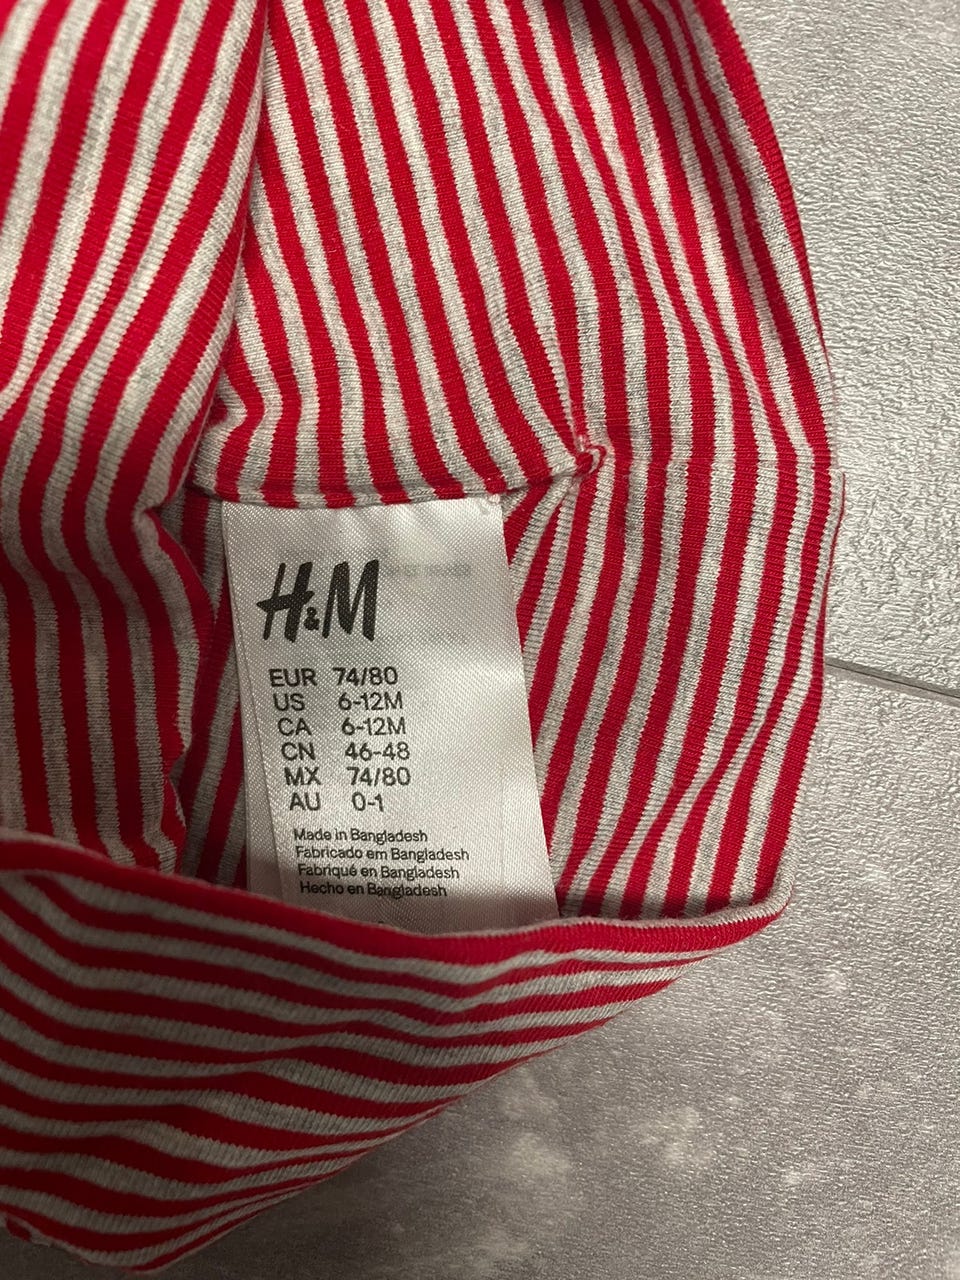 H&M
EUR 74/80
US 6-12M
CA 6-12M
CN 46-48
MX 74/80
AU 0-1
Made in Bangladesh
Fabricado em Bangladesh
Fabriqué en Bangladesh
Hecho en Bangladesh